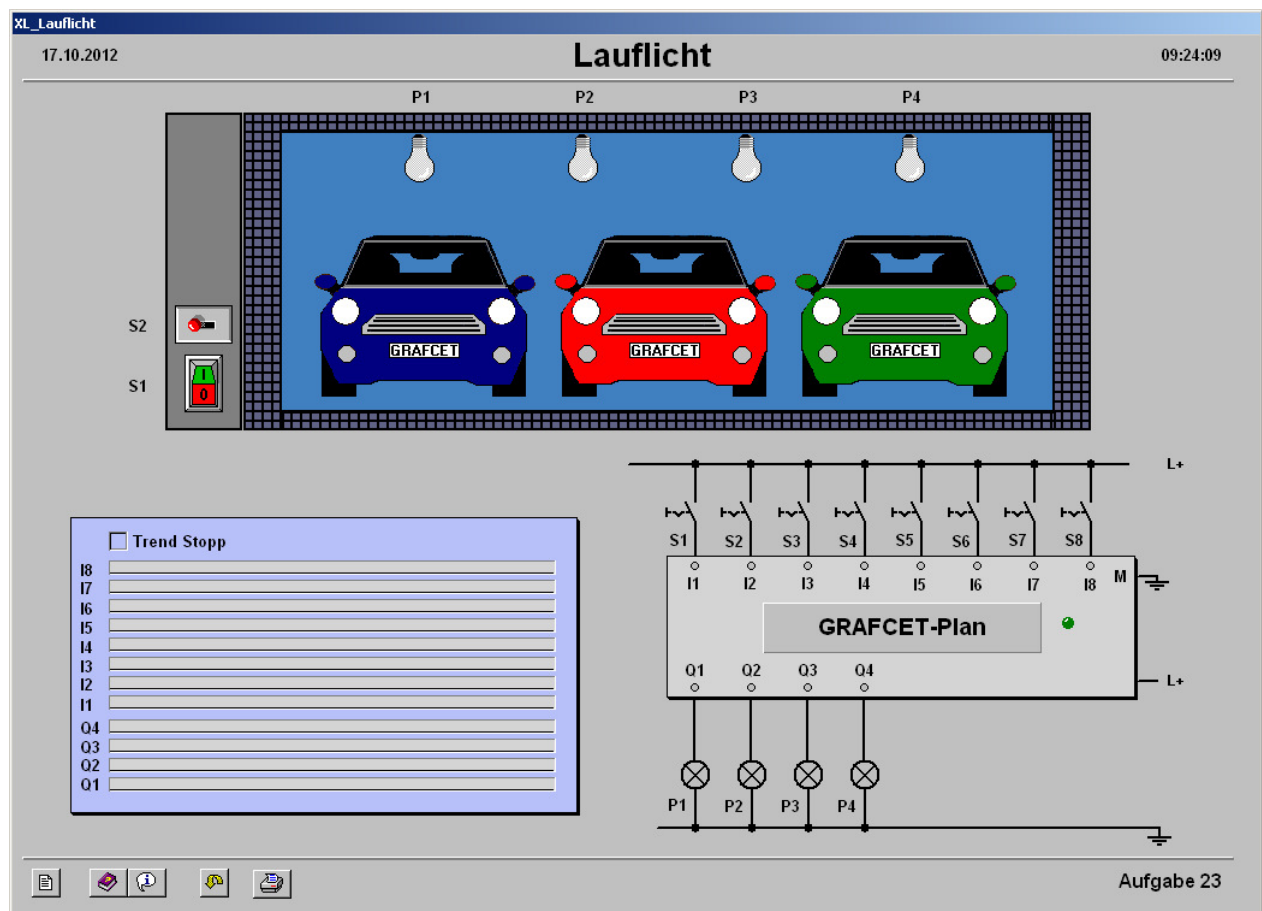 XL_Lauflicht
17.10.2012 Lauflicht 09:24:09
P1 P2 P3 P4
S2
S1
I
0
GRAFCET GRAFCET GRAFCET
L+
S1 S2 S3 S4 S5 S6 S7 S8
I1 I2 I3 I4 I5 I6 I7 I8 M
GRAFCET-Plan
Q1 Q2 Q3 Q4
L+
P1 P2 P3 P4
Trend Stopp
I8
I7
I6
I5
I4
I3
I2
I1
Q4
Q3
Q2
Q1
Aufgabe 23